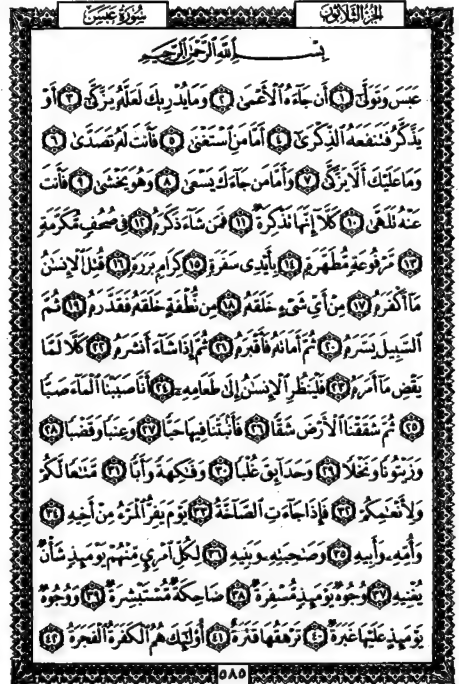 الجزء الثلاثون سُورَةُ عَبَسَ
بِسْمِ ٱللَّهِ ٱلرَّحْمَٰنِ ٱلرَّحِيمِ
عَبَسَ وَتَوَلَّىٰٓ ١ أَن جَآءَهُ ٱلْأَعْمَىٰ ٢ وَمَا يُدْرِيكَ لَعَلَّهُۥ يَزَّكَّىٰٓ ٣ أَوْ
يَذَّكَّرُ فَتَنفَعَهُ ٱلذِّكْرَىٰٓ ٤ أَمَّا مَنِ ٱسْتَغْنَىٰ ٥ فَأَنتَ لَهُۥ تَصَدَّىٰ ٦
وَمَا عَلَيْكَ أَلَّا يَزَّكَّىٰ ٧ وَأَمَّا مَن جَآءَكَ يَسْعَىٰ ٨ وَهُوَ يَخْشَىٰ ٩ فَأَنتَ
عَنْهُ تَلَهَّىٰ ١٠ كَلَّآ إِنَّهَا تَذْكِرَةٌ ١١ فَمَن شَآءَ ذَكَرَهُۥ ١٢ فِى صُحُفٍ مُّكَرَّمَةٍ
١٣ مَّرْفُوعَةٍ مُّطَهَّرَةٍۭ ١٤ بِأَيْدِى سَفَرَةٍ ١٥ كِرَامٍۭ بَرَرَةٍ ١٦ قُتِلَ ٱلْإِنسَٰنُ
مَآ أَكْفَرَهُۥ ١٧ مِنْ أَىِّ شَىْءٍ خَلَقَهُۥ ١٨ مِن نُّطْفَةٍ خَلَقَهُۥ فَقَدَّرَهُۥ ١٩ ثُمَّ
ٱلسَّبِيلَ يَسَّرَهُۥ ٢٠ ثُمَّ أَمَاتَهُۥ فَأَقْبَرَهُۥ ٢١ ثُمَّ إِذَا شَآءَ أَنشَرَهُۥ ٢٢ كَلَّا لَمَّا
يَقْضِ مَآ أَمَرَهُۥ ٢٣ فَلْيَنظُرِ ٱلْإِنسَٰنُ إِلَىٰ طَعَامِهِۦٓ ٢٤ أَنَّا صَبَبْنَا ٱلْمَآءَ صَبًّا
٢٥ ثُمَّ شَقَقْنَا ٱلْأَرْضَ شَقًّا ٢٦ فَأَنۢبَتْنَا فِيهَا حَبًّا ٢٧ وَعِنَبًا وَقَضْبًا ٢٨
وَزَيْتُونًا وَنَخْلًا ٢٩ وَحَدَآئِقَ غُلْبًا ٣٠ وَفَٰكِهَةً وَأَبًّا ٣١ مَّتَٰعًا لَّكُمْ
وَلِأَنْعَٰمِكُمْ ٣٢ فَإِذَا جَآءَتِ ٱلصَّآخَّةُ ٣٣ يَوْمَ يَفِرُّ ٱلْمَرْءُ مِنْ أَخِيهِ ٣٤
وَأُمِّهِۦ وَأَبِيهِ ٣٥ وَصَٰحِبَتِهِۦ وَبَنِيهِ ٣٦ لِكُلِّ ٱمْرِئٍ مِّنْهُمْ يَوْمَئِذٍ شَأْنٌ
يُغْنِيهِ ٣٧ وُجُوهٌ يَوْمَئِذٍ مُّسْفِرَةٌ ٣٨ ضَاحِكَةٌ مُّسْتَبْشِرَةٌ ٣٩ وَوُجُوهٌ
يَوْمَئِذٍ عَلَيْهَا غَبَرَةٌ ٤٠ تَرْهَقُهَا قَتَرَةٌ ٤١ أُو۟لَٰٓئِكَ هُمُ ٱلْكَفَرَةُ ٱلْفَجَرَةُ ٤٢
٥٨٥